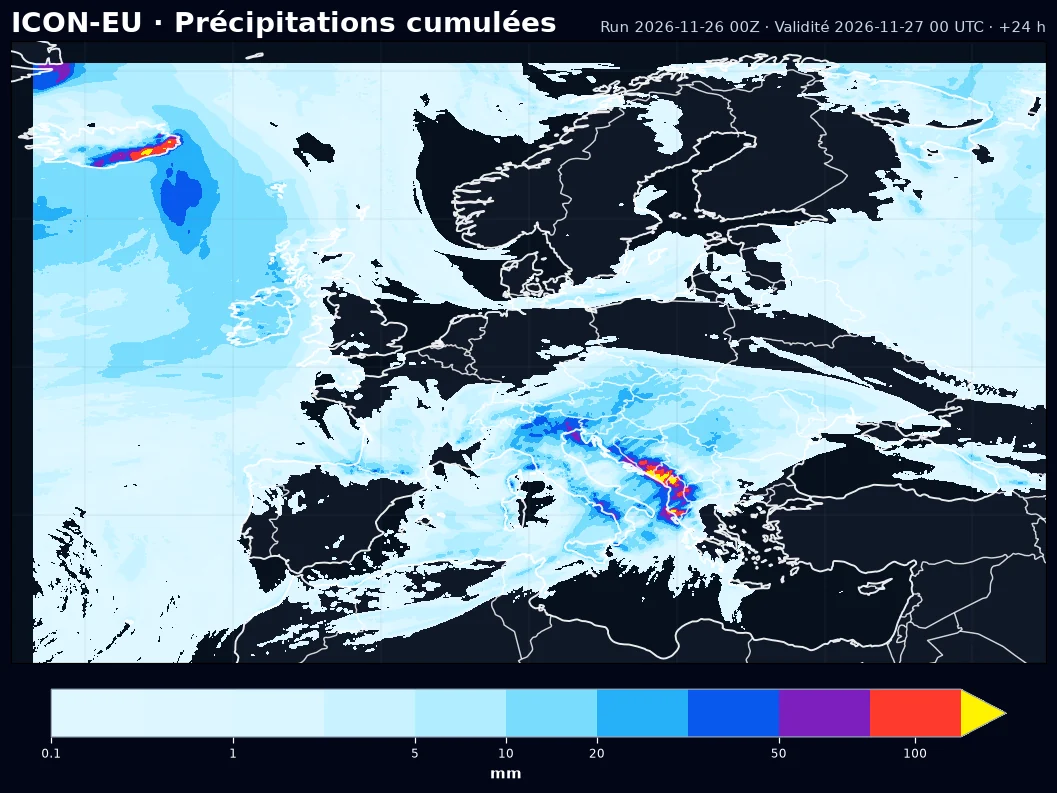 ICON-EU · Précipitations cumulées
Run 2026-11-26 00Z · Validité 2026-11-27 00 UTC · +24 h
0.1 1 5 10 20 50 100
mm